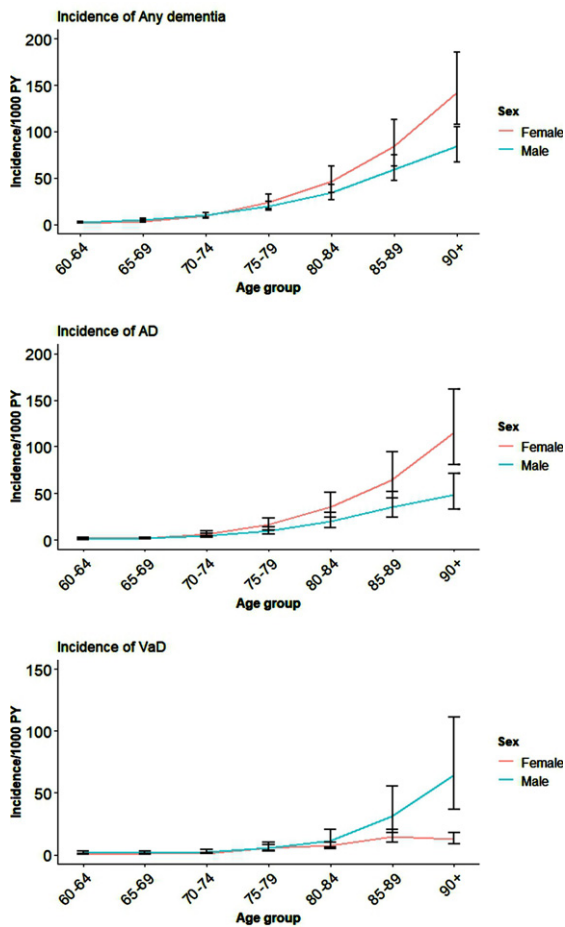 Incidence of Any dementia
200
150
100
50
0
Incidence/1000 PY
60-64
65-69
70-74
75-79
80-84
85-89
90+
Age group
Sex
Female
Male
Incidence of AD
200
150
100
50
0
Incidence/1000 PY
60-64
65-69
70-74
75-79
80-84
85-89
90+
Age group
Sex
Female
Male
Incidence of VaD
150
100
50
0
Incidence/1000 PY
60-64
65-69
70-74
75-79
80-84
85-89
90+
Age group
Sex
Female
Male